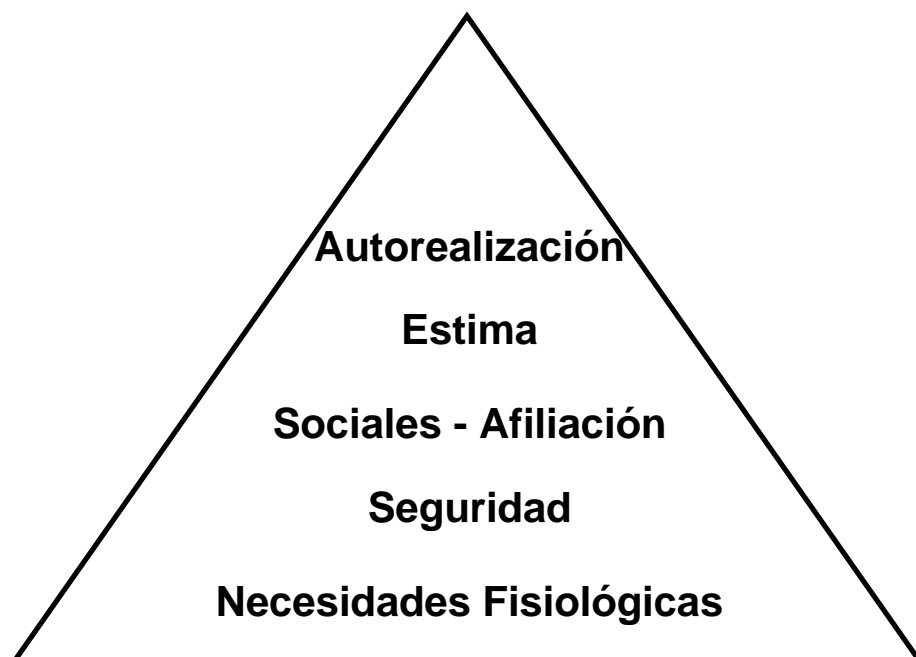 Autorealización
Estima
Sociales - Afiliación
Seguridad
Necesidades Fisiológicas